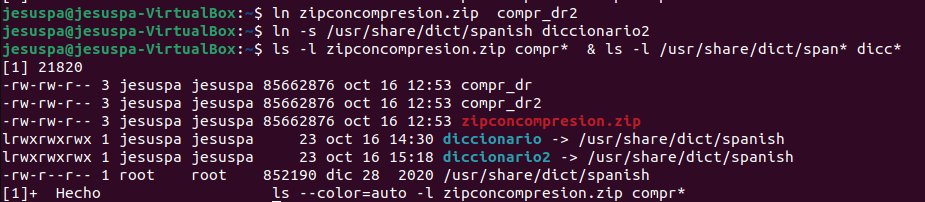 jesuspa@jesuspa-VirtualBox:~$ ln zipconcompresion.zip  compr_dr2
jesuspa@jesuspa-VirtualBox:~$ ln -s /usr/share/dict/spanish diccionario2
jesuspa@jesuspa-VirtualBox:~$ ls -l zipconcompresion.zip compr*  & ls -l /usr/share/dict/span* dicc*
[1] 21820
-rw-rw-r-- 3 jesuspa jesuspa 85662876 oct 16 12:53 compr_dr
-rw-rw-r-- 3 jesuspa jesuspa 85662876 oct 16 12:53 compr_dr2
-rw-rw-r-- 3 jesuspa jesuspa 85662876 oct 16 12:53 zipconcompresion.zip
lrwxrwxrwx 1 jesuspa jesuspa     23 oct 16 14:30 diccionario -> /usr/share/dict/spanish
lrwxrwxrwx 1 jesuspa jesuspa     23 oct 16 15:18 diccionario2 -> /usr/share/dict/spanish
-rw-r--r-- 1 root    root    852190 dic 28  2020 /usr/share/dict/spanish
[1]+  Hecho                   ls --color=auto -l zipconcompresion.zip compr*